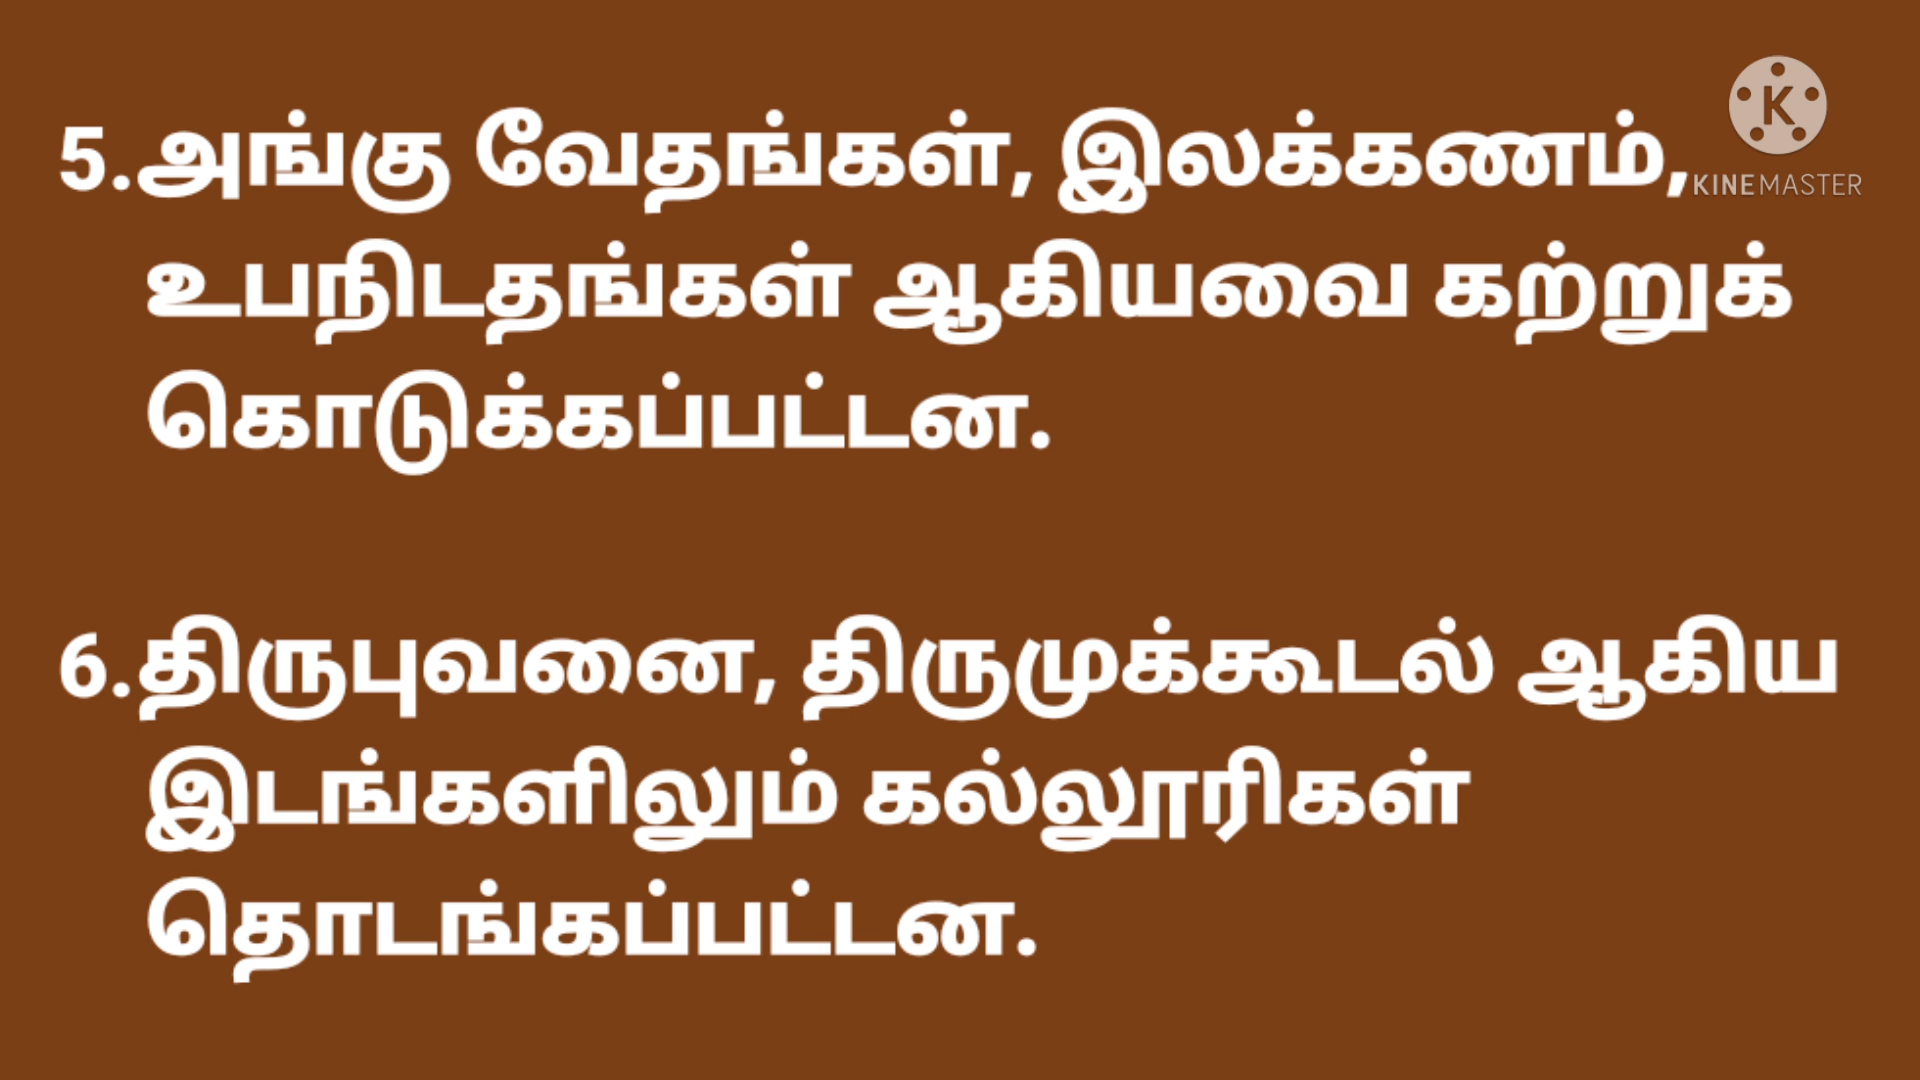 5.அங்கு வேதங்கள், இலக்கணம்,
உபநிடதங்கள் ஆகியவை கற்றுக்
கொடுக்கப்பட்டன.
6.திருபுவனை, திருமுக்கூடல் ஆகிய
இடங்களிலும் கல்லூரிகள்
தொடங்கப்பட்டன.
K
KINEMASTER